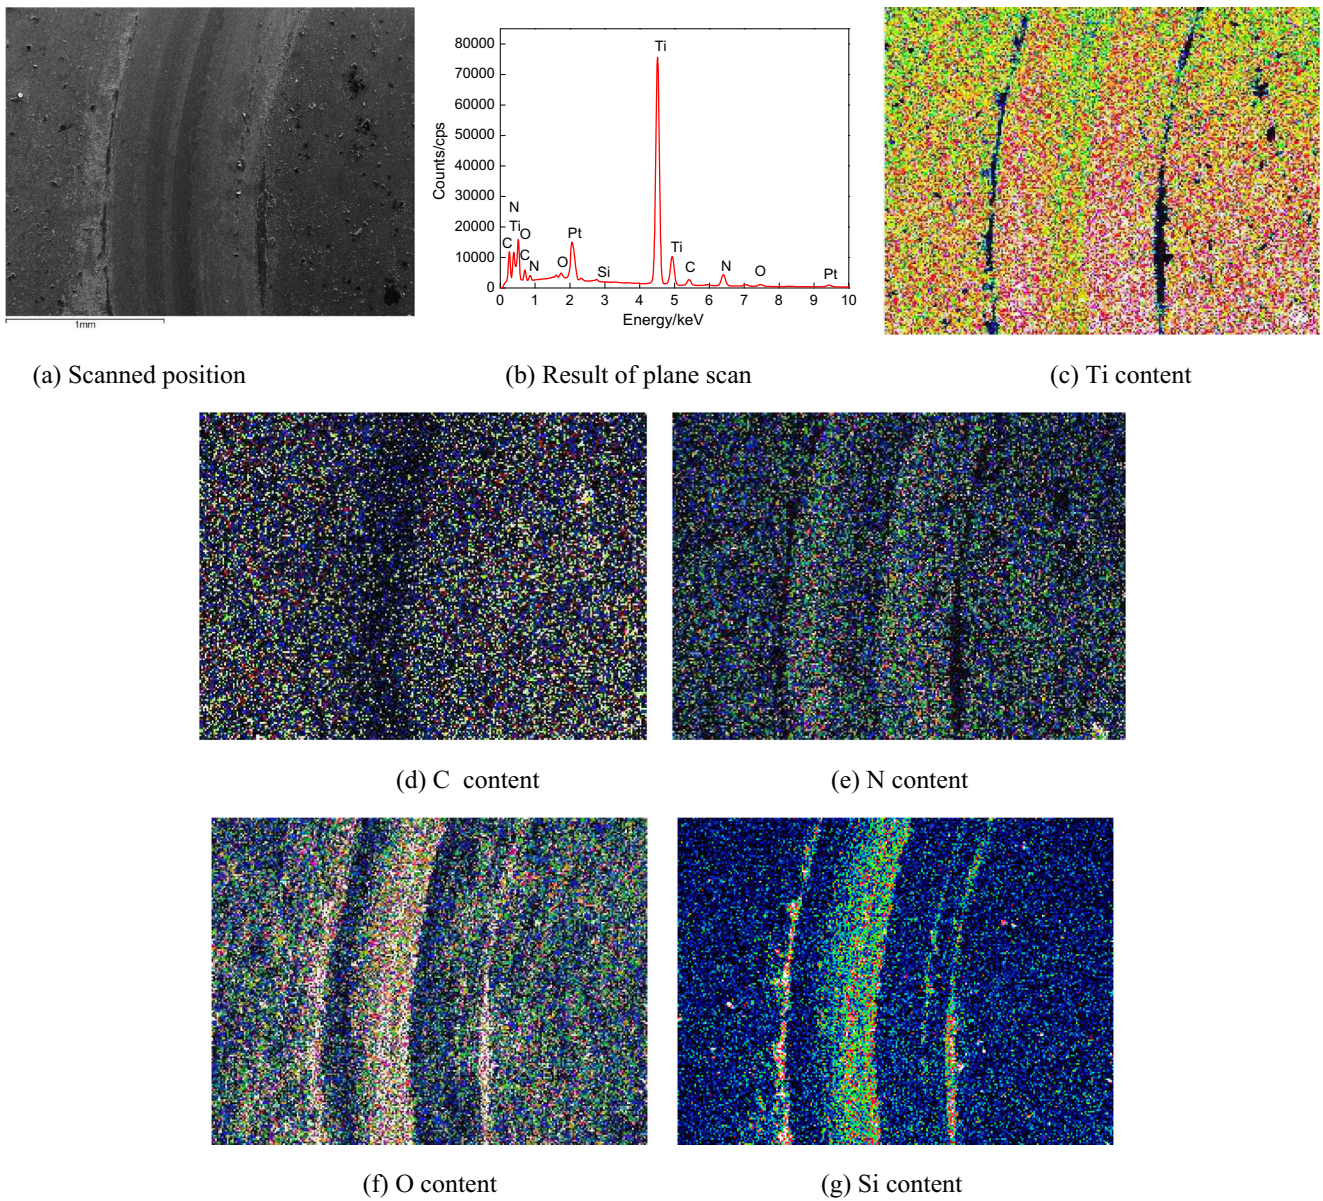 1mm
80000
70000
60000
50000
40000
30000
20000
10000
0
Counts/cps
Ti
N
Ti
O
C
C
N
O
Pt
Si
Ti
C
N
O
Pt
0 1 2 3 4 5 6 7 8 9 10
Energy/keV
(a) Scanned position
(b) Result of plane scan
(c) Ti content
(d) C content
(e) N content
(f) O content
(g) Si content